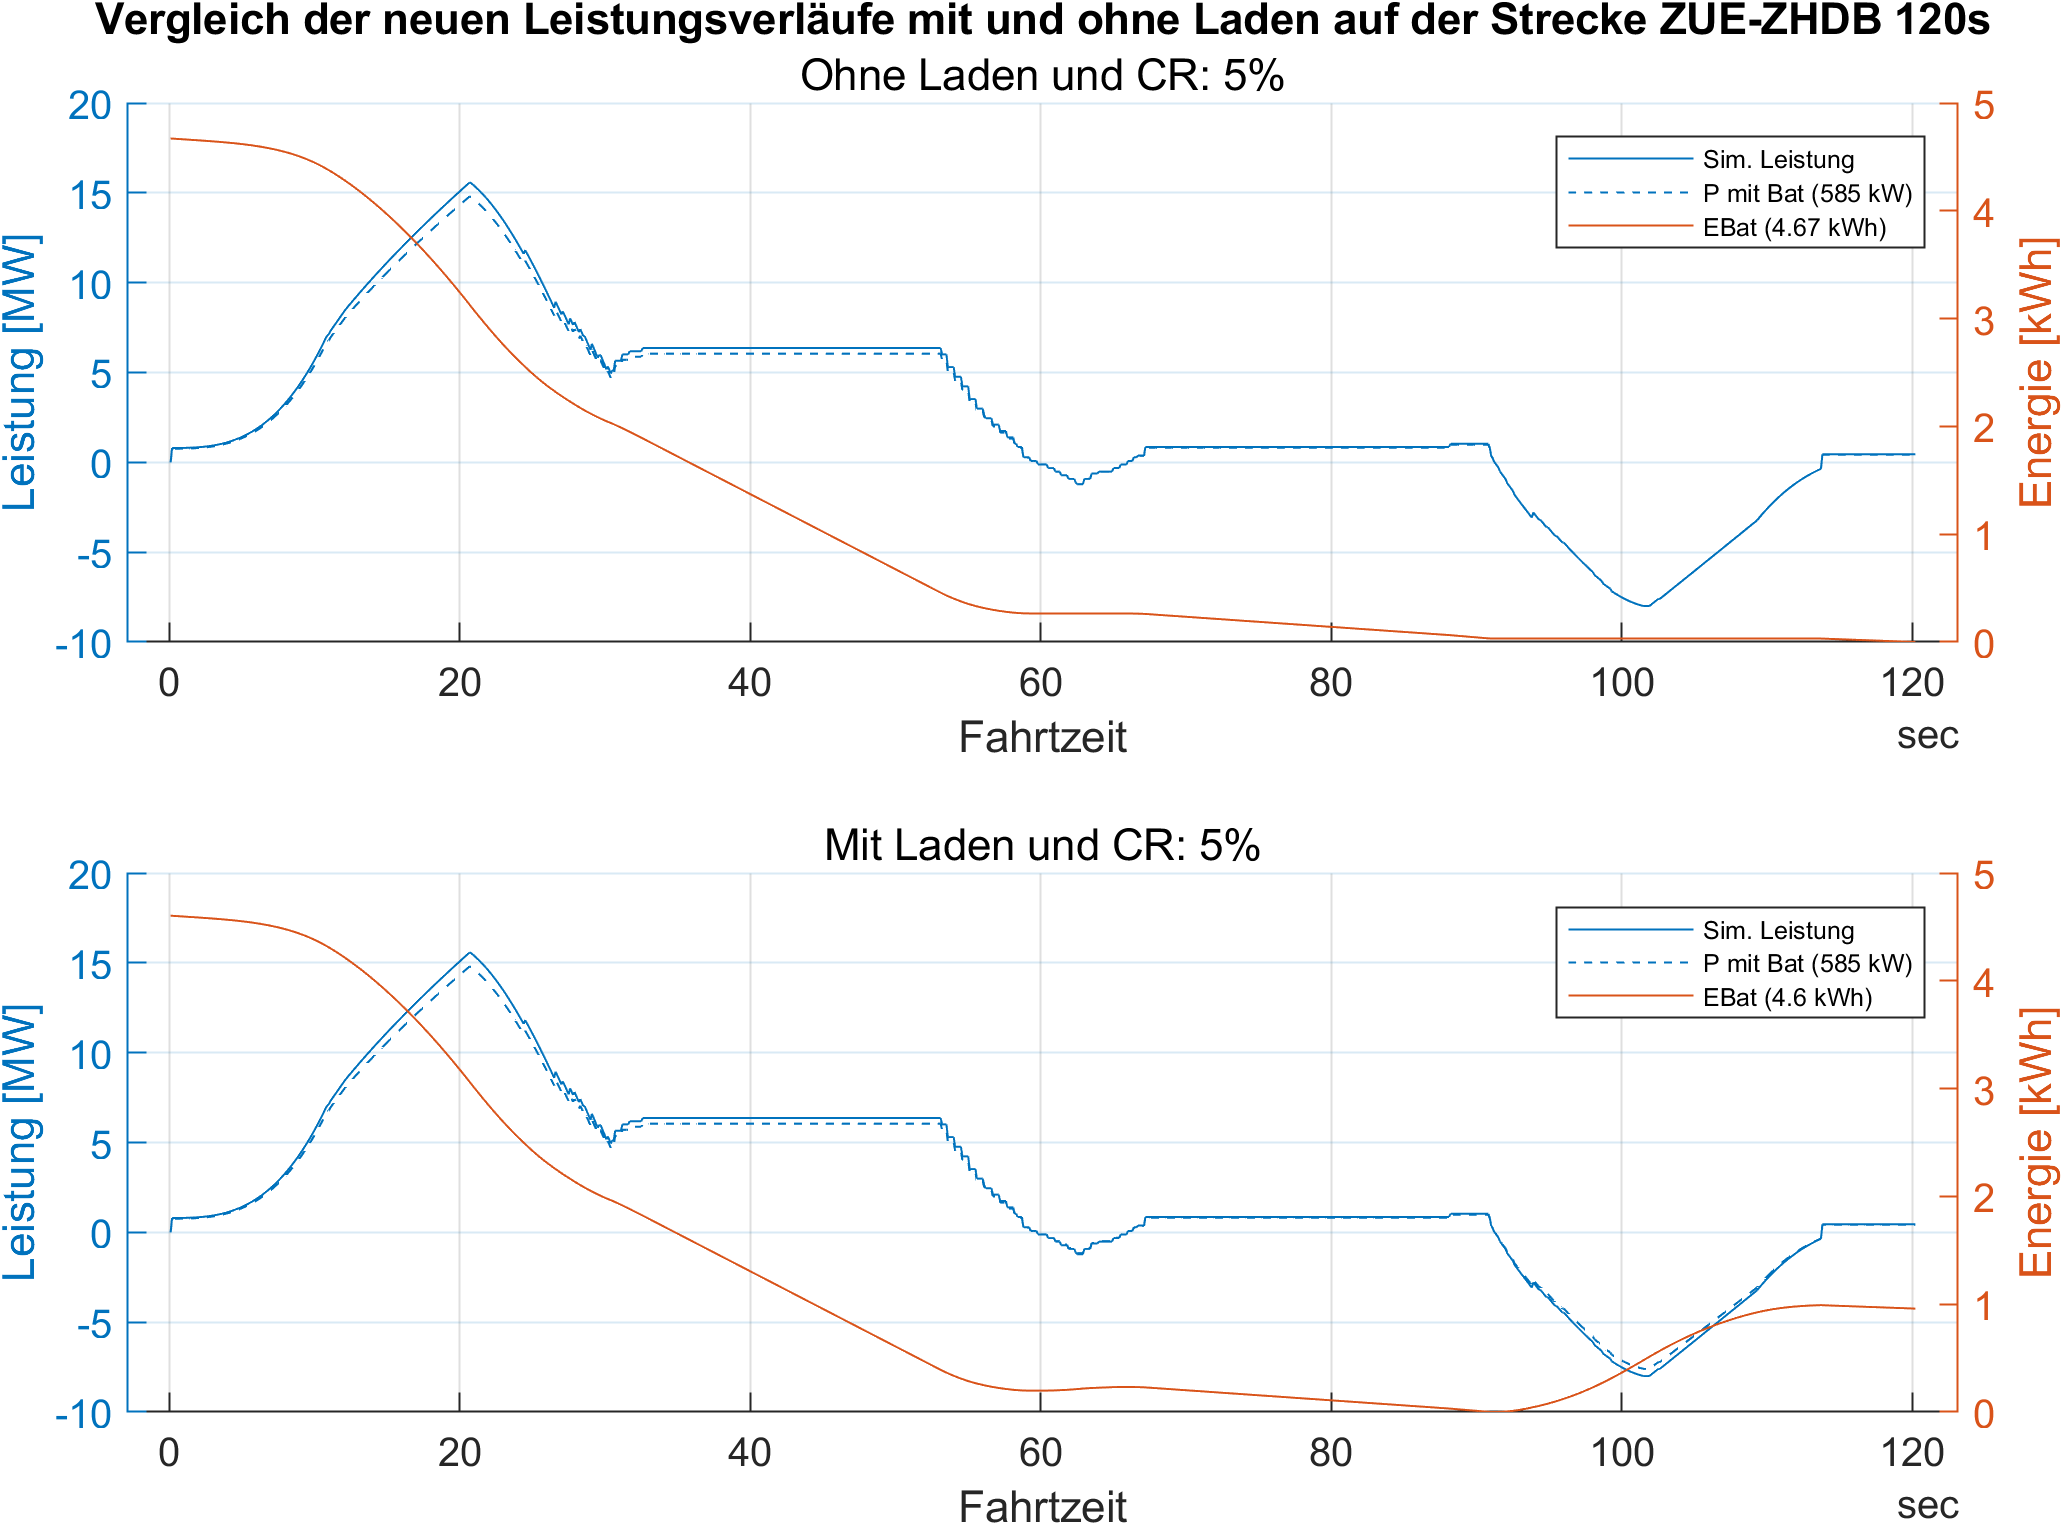 Vergleich der neuen Leistungsverläufe mit und ohne Laden auf der Strecke ZUE-ZHDB 120s
Ohne Laden und CR: 5%
20
15
10
5
0
-5
-10
Leistung [MW]
5
4
3
2
1
0
Energie [kWh]
Sim. Leistung
P mit Bat (585 kW)
EBat (4.67 kWh)
0 20 40 60 80 100 120
Fahrtzeit
sec
Mit Laden und CR: 5%
20
15
10
5
0
-5
-10
Leistung [MW]
5
4
3
2
1
0
Energie [kWh]
Sim. Leistung
P mit Bat (585 kW)
EBat (4.6 kWh)
0 20 40 60 80 100 120
Fahrtzeit
sec